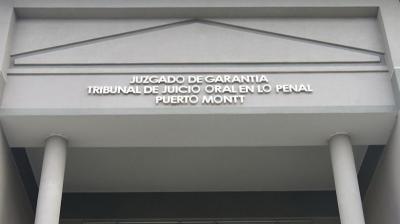 JUZGADO DE GARANTIA
TRIBUNAL DE JUICIO ORAL EN LO PENAL
PUERTO MONTT